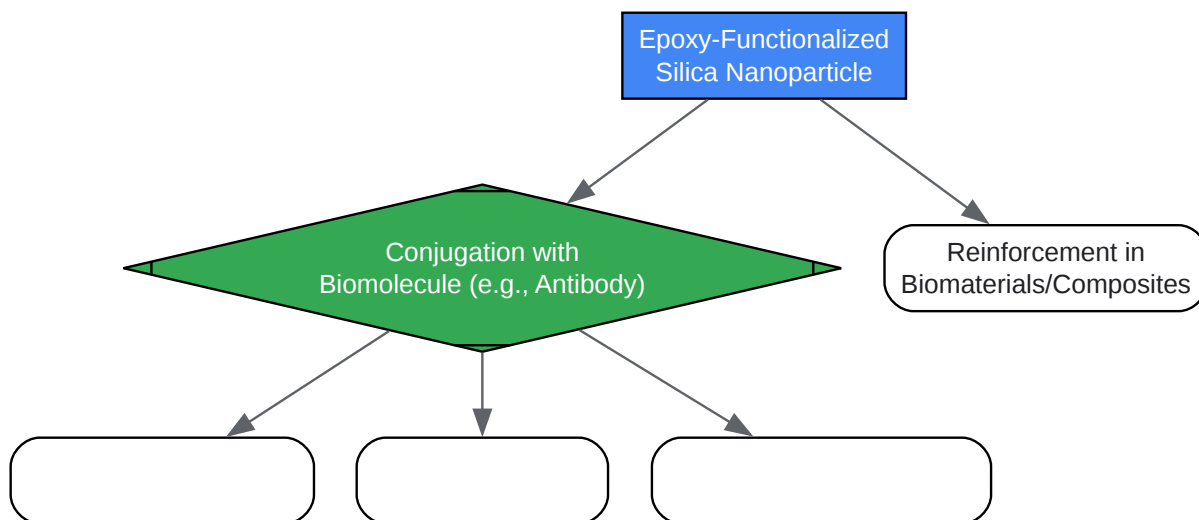 Epoxy-Functionalized
Silica Nanoparticle
Conjugation with
Biomolecule (e.g., Antibody)
Reinforcement in
Biomaterials/Composites